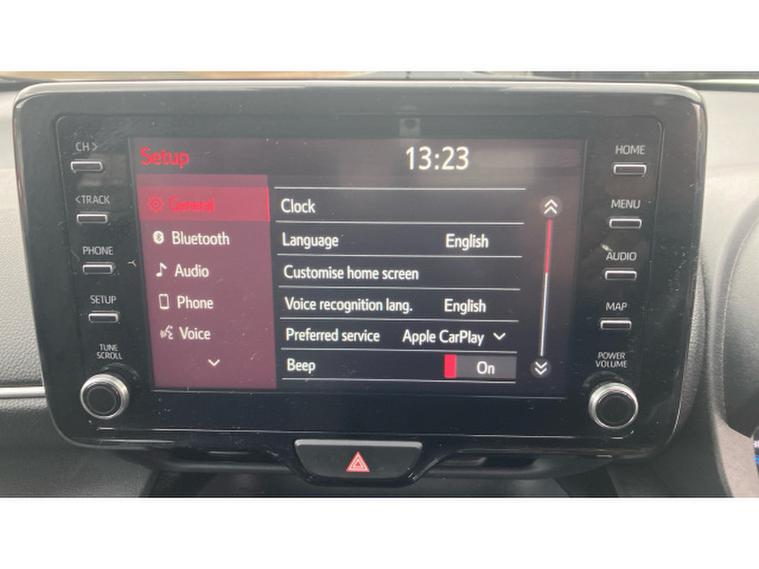 CH >
<TRACK
PHONE
SETUP
TUNE
SCROLL
Setup
13:23
General
Bluetooth
Audio
Phone
Voice
Clock
Language English
Customise home screen
Voice recognition lang. English
Preferred service Apple CarPlay
Beep On
HOME
MENU
AUDIO
MAP
POWER
VOLUME